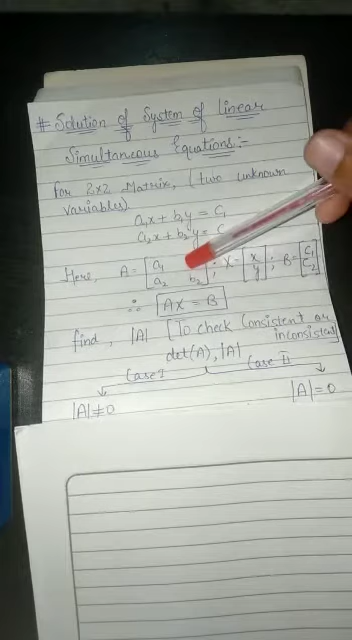 # Solution of System of Linear
Simultaneous Equations:-
For 2x2 Matrix, (two unknown
variables)
a₁x + b₁y = c₁
a₂x + b₂y = c
Here, A = [a₁ a₂ b₂]; X = [x y]; B = [c₁ c₂]
∴ AX = B
find, |A| [To check Consistent or
inconsistent]
det(A), |A|
Case I Case II
|A| ≠ 0 |A| = 0